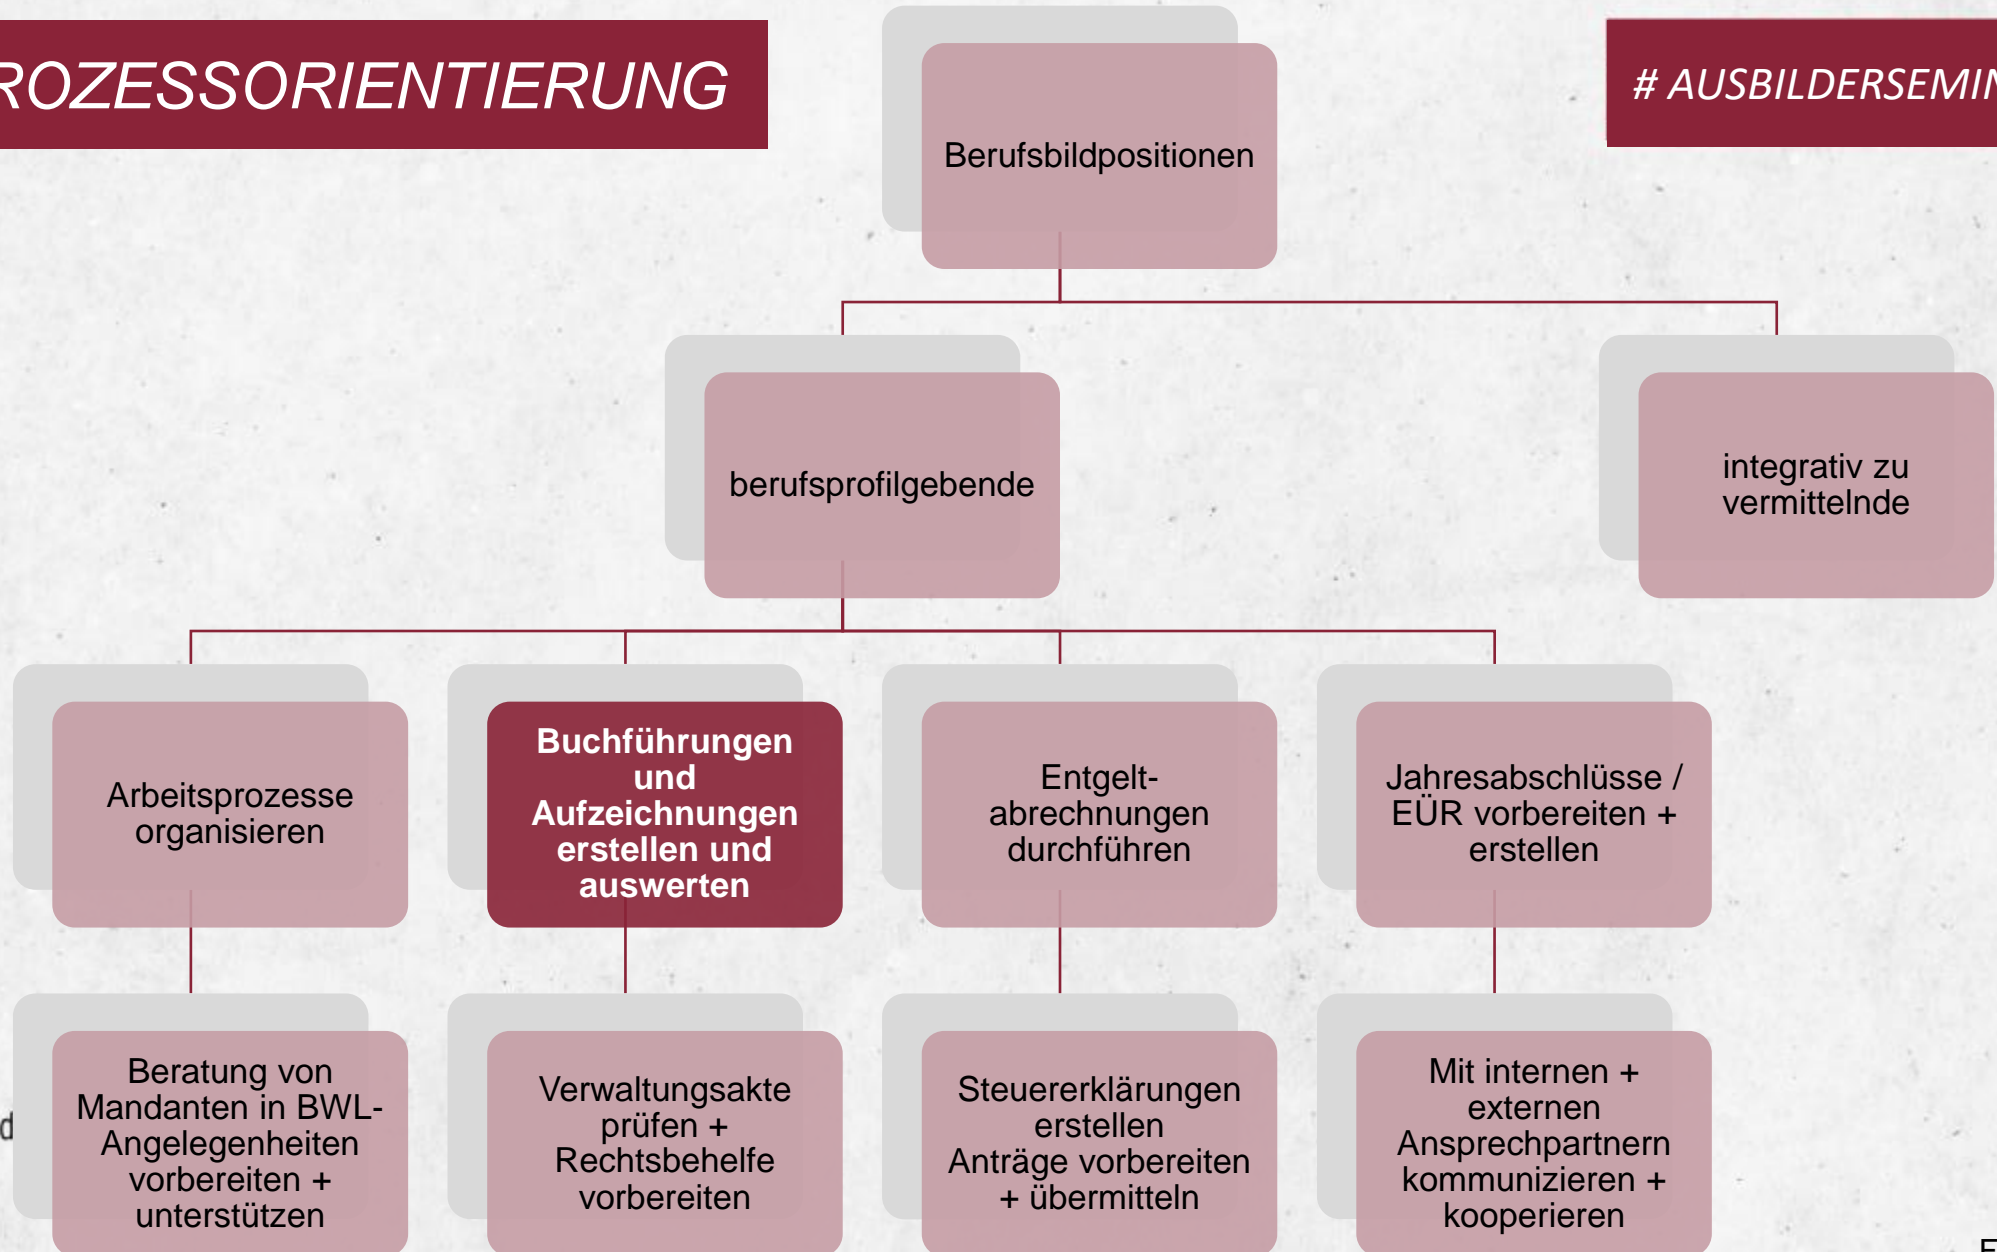 ROZESSORIENTIERUNG
# AUSBILDERSEMIN
Berufsbildpositionen
berufsprofilgebende
integrativ zu
vermittelnde
Arbeitsprozesse
organisieren
Buchführungen
und
Aufzeichnungen
erstellen und
auswerten
Entgelt-
abrechnungen
durchführen
Jahresabschlüsse /
EÜR vorbereiten +
erstellen
Beratung von
Mandanten in BWL-
Angelegenheiten
vorbereiten +
unterstützen
Verwaltungsakte
prüfen +
Rechtsbehelfe
vorbereiten
Steuererklärungen
erstellen
Anträge vorbereiten
+ übermitteln
Mit internen +
externen
Ansprechpartnern
kommunizieren +
kooperieren